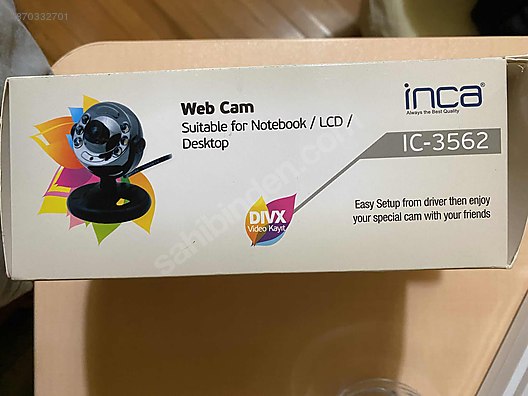 870332701
Web Cam
Suitable for Notebook / LCD /
Desktop
inca®
Always the Best Quality
IC-3562
DIVX
Video Kayıt
Easy Setup from driver then enjoy
your special cam with your friends
sahibinden.com